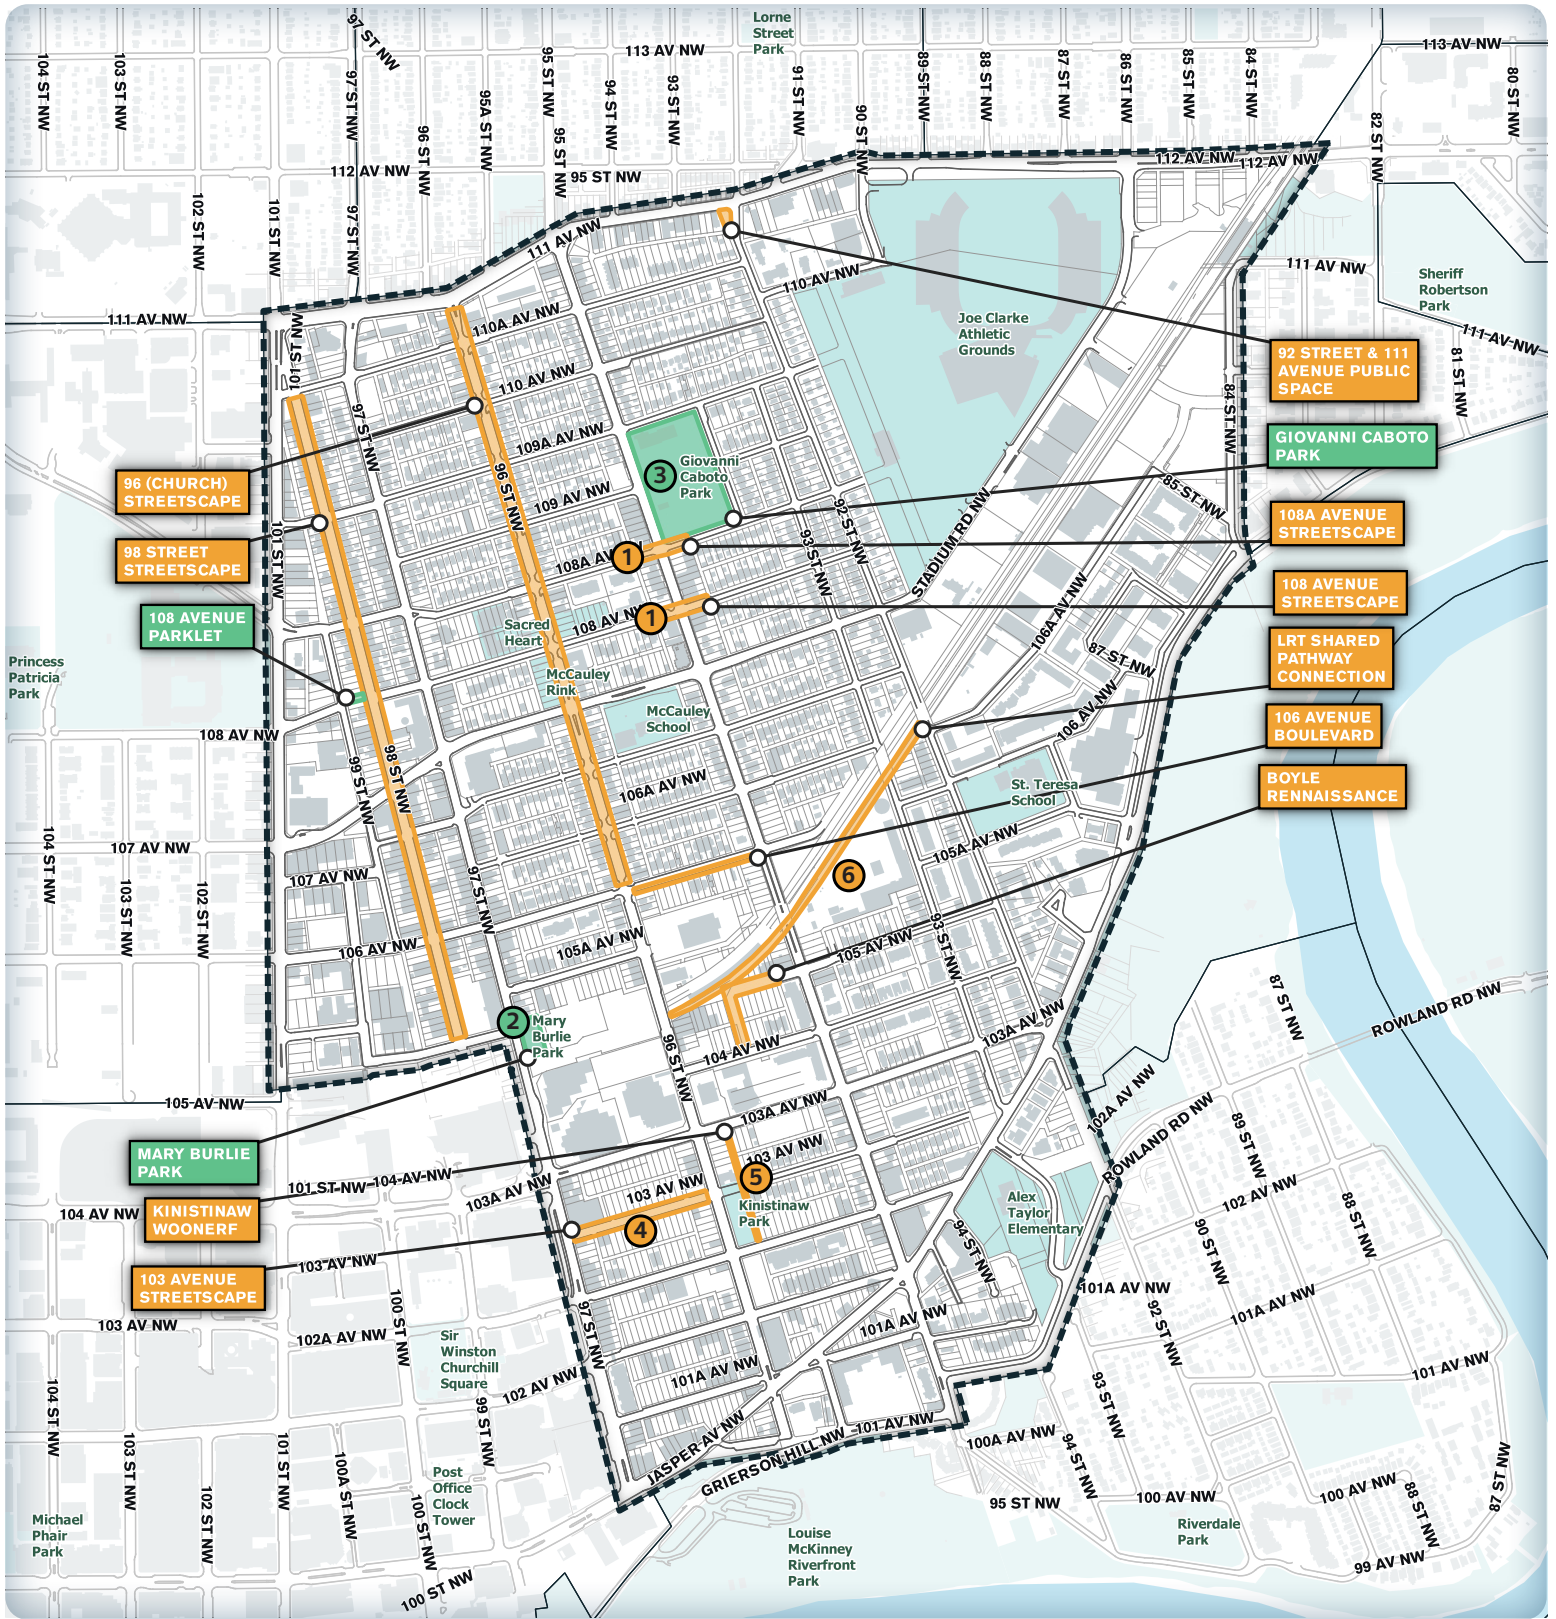 97 ST NW
Lorne
Street
Park
113 AV NW
113 AV NW
104 ST NW
103 ST NW
97 ST NW
95A ST NW
95 ST NW
94 ST NW
93 ST NW
91 ST NW
89 ST NW
88 ST NW
87 ST NW
86 ST NW
85 ST NW
84 ST NW
80 ST NW
96 ST NW
95 ST NW
90 ST NW
82 ST NW
112 AV NW
95 ST NW
112 AV NW
112 AV NW
102 ST NW
101 ST NW
97 ST NW
111 AV NW
110 AV NW
111 AV NW
Sheriff
Robertson
Park
111 AV NW
111 AV NW
101 ST NW
110A AV NW
Joe Clarke
Athletic
Grounds
92 STREET & 111
AVENUE PUBLIC
SPACE
81 ST NW
110 AV NW
84 ST NW
97 ST NW
109A AV NW
GIOVANNI CABOTO
PARK
3
Giovanni
Caboto
Park
96 (CHURCH)
STREETSCAPE
96 ST NW
109 AV NW
85 ST NW
92 ST NW
93 ST NW
STADIUM RD NW
108A AVENUE
STREETSCAPE
98 STREET
STREETSCAPE
101 ST NW
108A AV NW
1
108 AVENUE
STREETSCAPE
106A AV NW
108 AVENUE
PARKLET
Sacred
Heart
108 AV NW
1
87 ST NW
LRT SHARED
PATHWAY
CONNECTION
Princess
Patricia
Park
McCauley
Rink
McCauley
School
106 AV NW
106 AVENUE
BOULEVARD
108 AV NW
99 ST NW
98 ST NW
106A AV NW
St. Teresa
School
BOYLE
RENNAISSANCE
104 ST NW
107 AV NW
105A AV NW
107 AV NW
6
103 ST NW
102 ST NW
97 ST NW
93 ST NW
106 AV NW
105A AV NW
105 AV NW
87 ST NW
ROWLAND RD NW
2
Mary
Burlie
Park
103A AV NW
96 ST NW
104 AV NW
105 AV NW
103A AV NW
102A AV NW
ROWLAND RD NW
89 ST NW
MARY BURLIE
PARK
103 AV NW
101 ST NW
104 AV NW
103A AV NW
103 AV NW
5
102 AV NW
KINISTINAW
WOONERF
104 AV NW
Kinistinaw
Park
Alex
Taylor
Elementary
4
94 ST NW
90 ST NW
88 ST NW
103 AV NW
103 AVENUE
STREETSCAPE
101A AV NW
101A AV NW
103 AV NW
102A AV NW
100 ST NW
97 ST NW
101A AV NW
92 ST NW
Sir
Winston
Churchill
Square
101A AV NW
101 AV NW
102 AV NW
104 ST NW
99 ST NW
93 ST NW
101 AV NW
JASPER AV NW
100A AV NW
94 ST NW
103 ST NW
101 ST NW
100A ST NW
GRIERSON HILL NW
87 ST NW
Post
Office
Clock
Tower
102 ST NW
100 ST NW
95 ST NW
100 AV NW
100 AV NW
88 ST NW
Michael
Phair
Park
Louise
McKinney
Riverfront
Park
Riverdale
Park
99 AV NW
100 ST NW